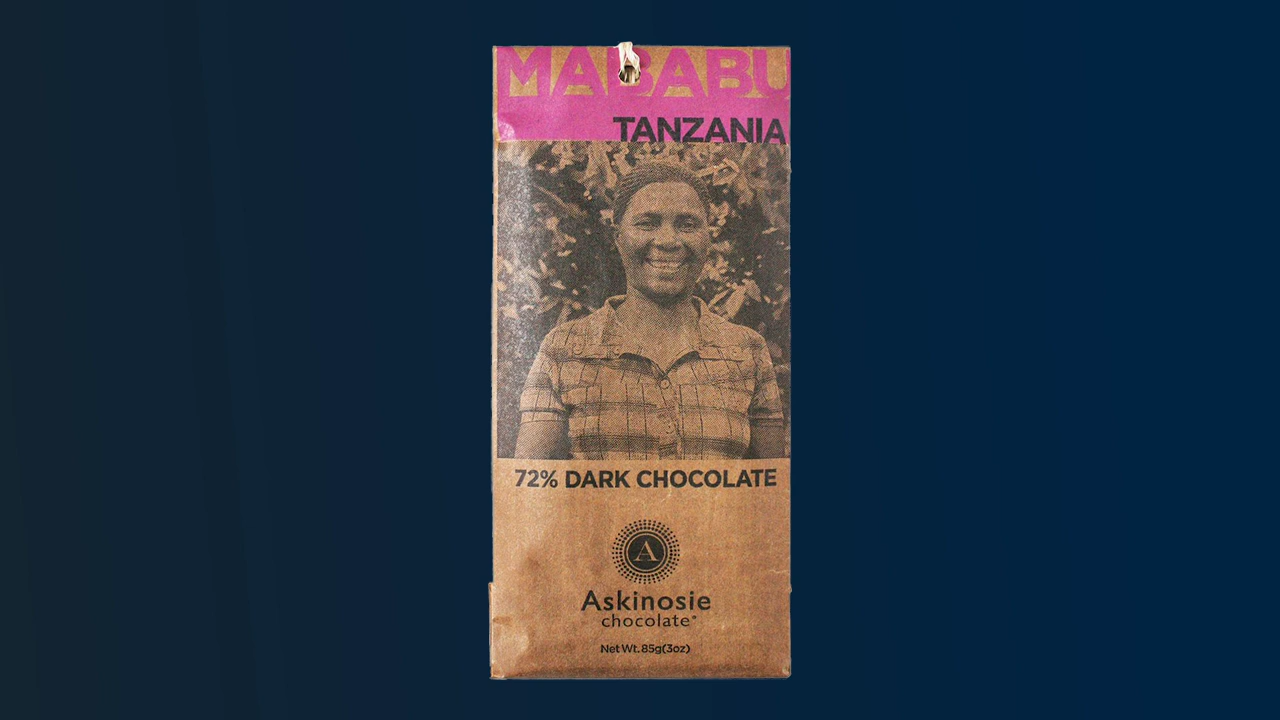 MABABU
TANZANIA
72% DARK CHOCOLATE
A
Askinosie
chocolate®
Net Wt. 85g(3oz)